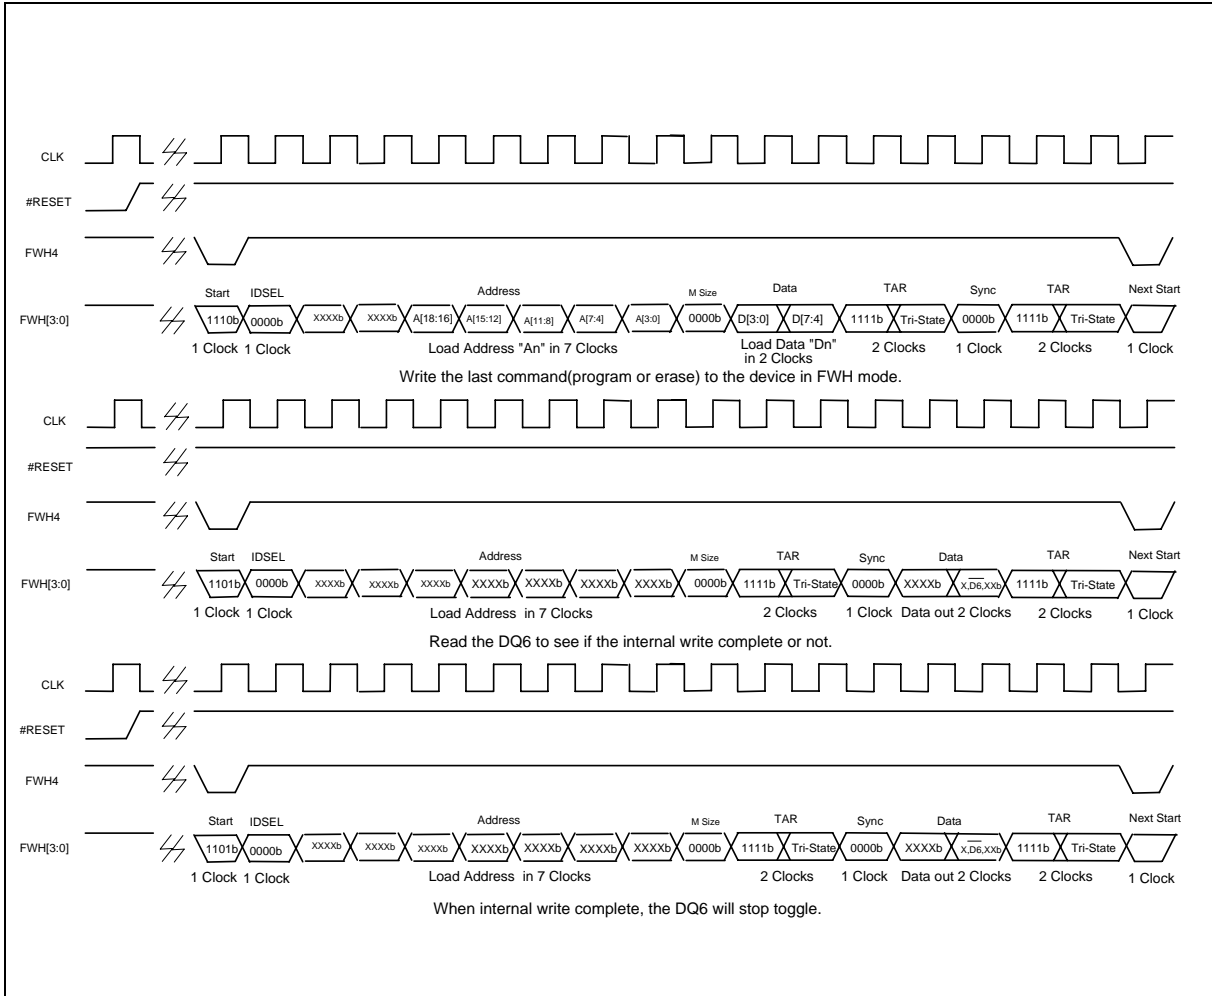 CLK
#RESET
FWH4
Start IDSEL Address M Size Data TAR Sync TAR Next Start
FWH[3:0] 1110b 0000b XXXXb XXXXb A[18:16] A[15:12] A[11:8] A[7:4] A[3:0] 0000b D[3:0] D[7:4] 1111b Tri-State 0000b 1111b Tri-State
1 Clock 1 Clock Load Address "An" in 7 Clocks Load Data "Dn" 2 Clocks 1 Clock 2 Clocks 1 Clock
in 2 Clocks
Write the last command(program or erase) to the device in FWH mode.
CLK
#RESET
FWH4
Start IDSEL Address M Size TAR Sync Data TAR Next Start
FWH[3:0] 1101b 0000b XXXXb XXXXb XXXXb XXXXb XXXXb XXXXb XXXXb 0000b 1111b Tri-State 0000b XXXXb X,D̅6̅,XXb 1111b Tri-State
1 Clock 1 Clock Load Address in 7 Clocks 2 Clocks 1 Clock Data out 2 Clocks 2 Clocks 1 Clock
Read the DQ6 to see if the internal write complete or not.
CLK
#RESET
FWH4
Start IDSEL Address M Size TAR Sync Data TAR Next Start
FWH[3:0] 1101b 0000b XXXXb XXXXb XXXXb XXXXb XXXXb XXXXb XXXXb 0000b 1111b Tri-State 0000b XXXXb X,D̅6̅,XXb 1111b Tri-State
1 Clock 1 Clock Load Address in 7 Clocks 2 Clocks 1 Clock Data out 2 Clocks 2 Clocks 1 Clock
When internal write complete, the DQ6 will stop toggle.